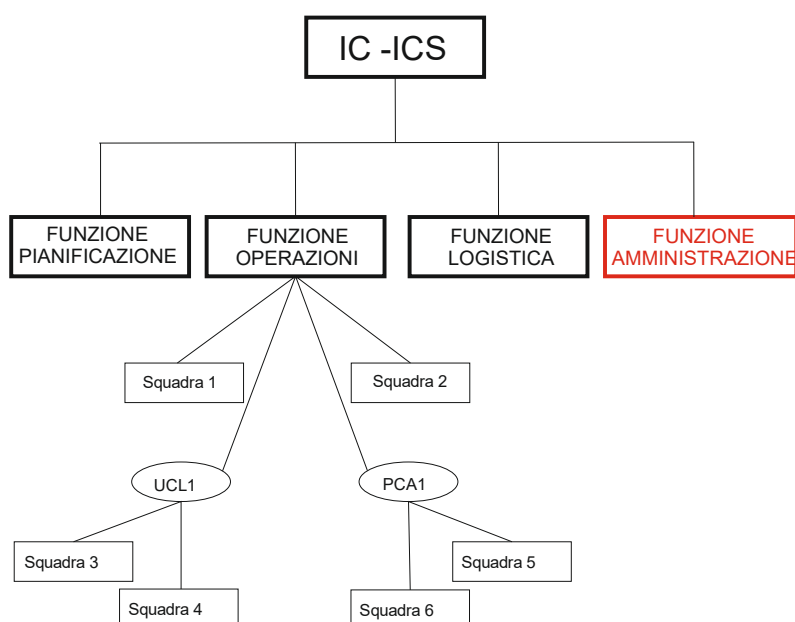 IC -ICS
FUNZIONE
PIANIFICAZIONE
FUNZIONE
OPERAZIONI
FUNZIONE
LOGISTICA
FUNZIONE
AMMINISTRAZIONE
Squadra 1
Squadra 2
UCL1
PCA1
Squadra 3
Squadra 5
Squadra 4
Squadra 6